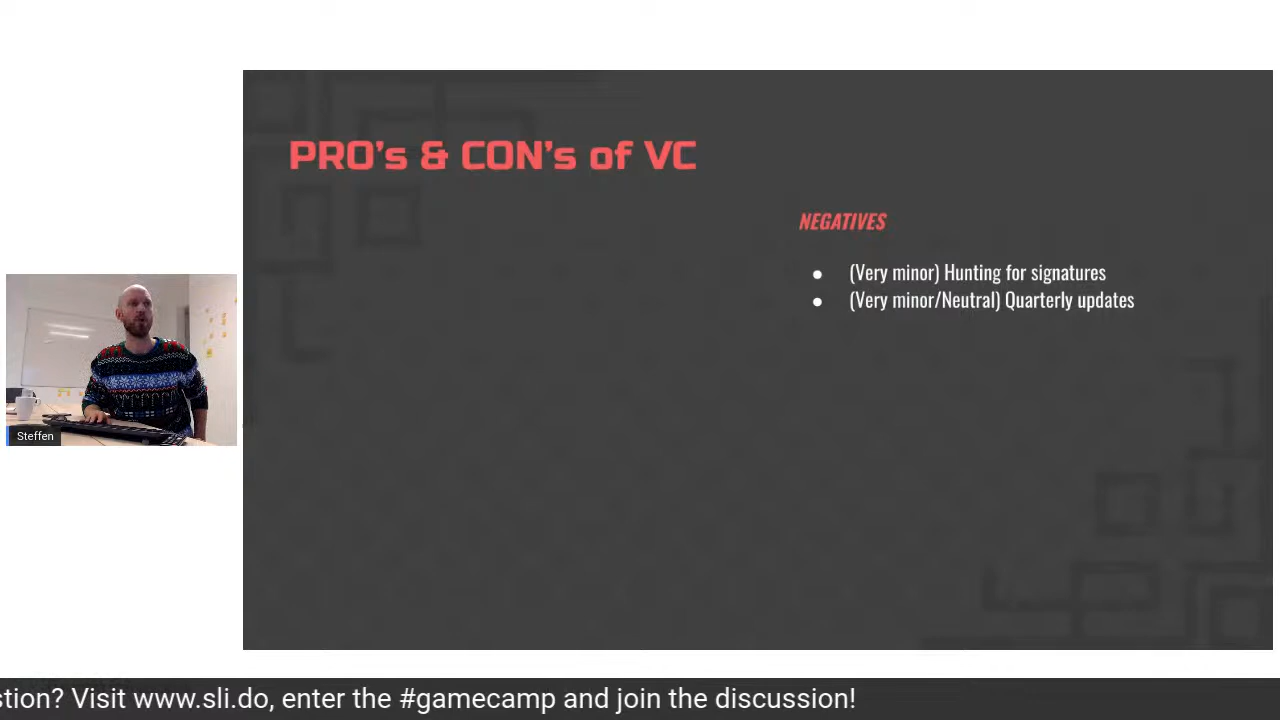 PRO's & CON's of VC
NEGATIVES
● (Very minor) Hunting for signatures
● (Very minor/Neutral) Quarterly updates
Steffen
stion? Visit www.sli.do, enter the #gamecamp and join the discussion!